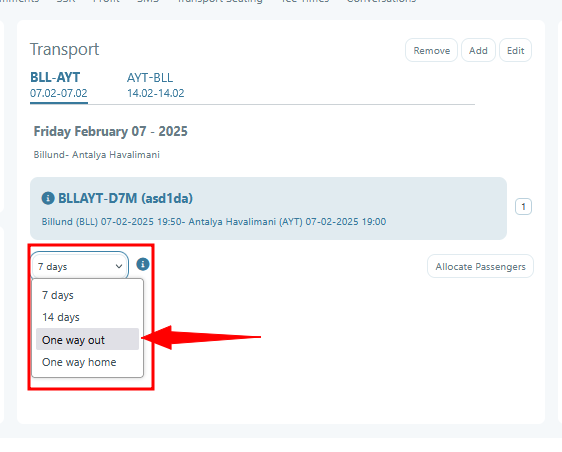 SSR Profit SMS Transport Seating Tee Times Conversations
Transport
Remove Add Edit
BLL-AYT AYT-BLL
07.02-07.02 14.02-14.02
Friday February 07 - 2025
Billund- Antalya Havalimani
BLLAYT-D7M (asd1da)
1
Billund (BLL) 07-02-2025 19:50- Antalya Havalimani (AYT) 07-02-2025 19:00
7 days
Allocate Passengers
7 days
14 days
One way out
One way home